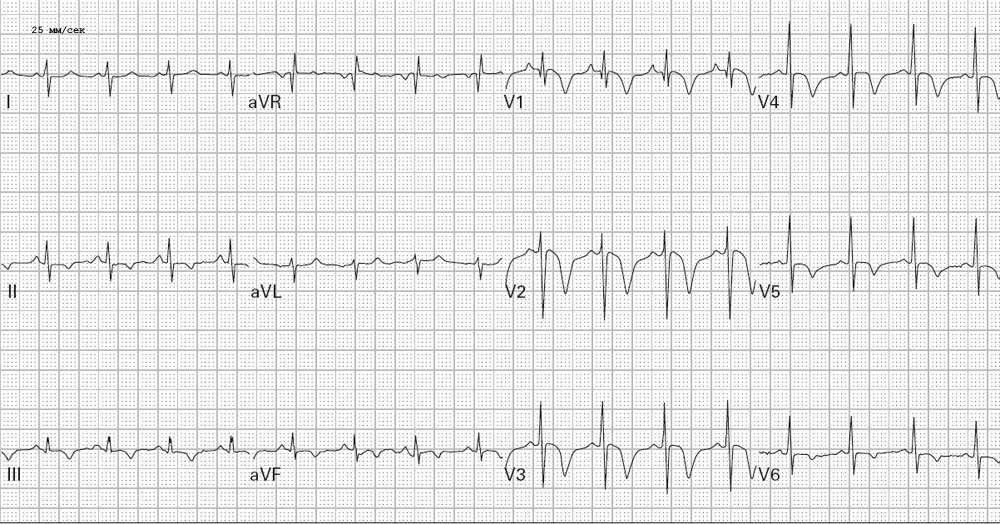 25 мм/сек
I aVR V1 V4
II aVL V2 V5
III aVF V3 V6